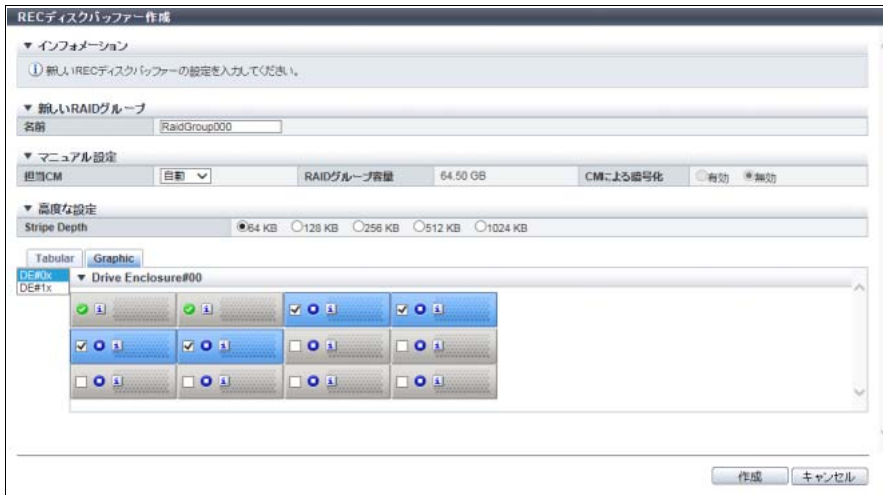 RECディスクバッファー作成
▼ インフォメーション
新しいRECディスクバッファーの設定を入力してください。
▼ 新しいRAIDグループ
名前 RaidGroup000
▼ マニュアル設定
担当CM 自動 RAIDグループ容量 64.50 GB CMによる暗号化 有効 無効
▼ 高度な設定
Stripe Depth 64 KB 128 KB 256 KB 512 KB 1024 KB
Tabular Graphic
DE#0x ▼ Drive Enclosure#00
DE#1x
作成 キャンセル